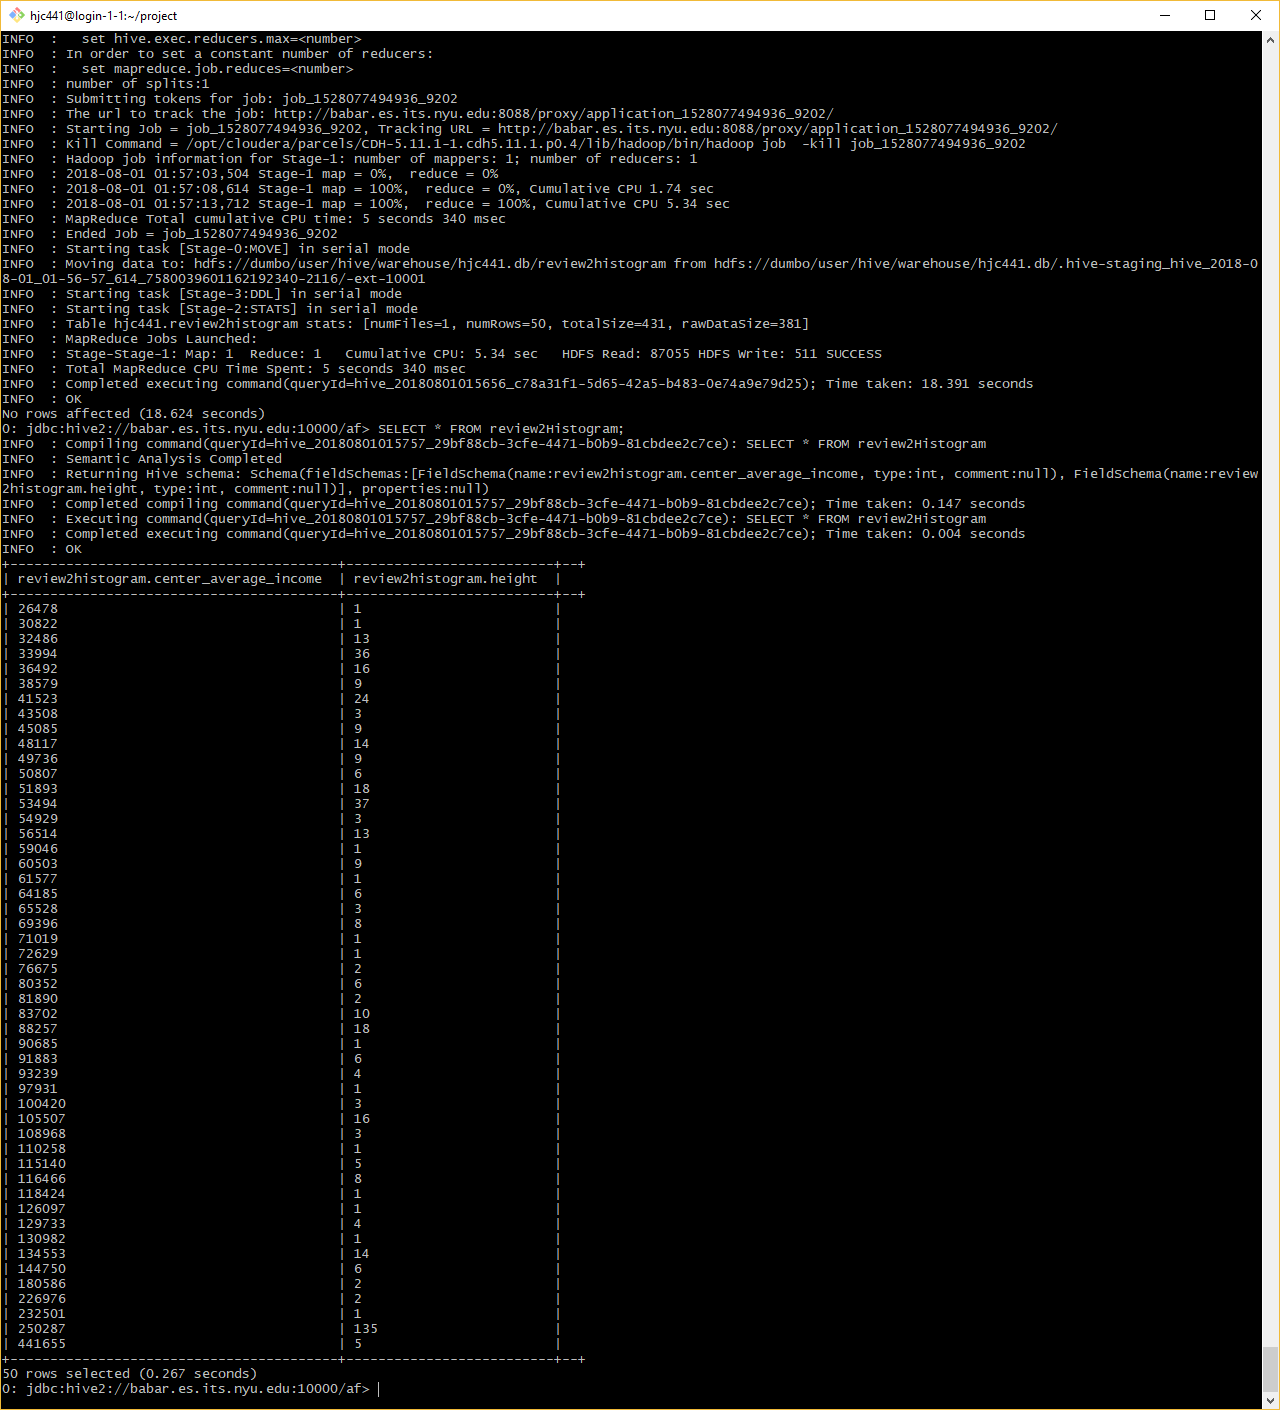 hjc441@login-1-1:~/project
INFO  :   set hive.exec.reducers.max=<number>
INFO  : In order to set a constant number of reducers:
INFO  :   set mapreduce.job.reduces=<number>
INFO  : number of splits:1
INFO  : Submitting tokens for job: job_1528077494936_9202
INFO  : The url to track the job: http://babar.es.its.nyu.edu:8088/proxy/application_1528077494936_9202/
INFO  : Starting Job = job_1528077494936_9202, Tracking URL = http://babar.es.its.nyu.edu:8088/proxy/application_1528077494936_9202/
INFO  : Kill Command = /opt/cloudera/parcels/CDH-5.11.1-1.cdh5.11.1.p0.4/lib/hadoop/bin/hadoop job  -kill job_1528077494936_9202
INFO  : Hadoop job information for Stage-1: number of mappers: 1; number of reducers: 1
INFO  : 2018-08-01 01:57:03,504 Stage-1 map = 0%,  reduce = 0%
INFO  : 2018-08-01 01:57:08,614 Stage-1 map = 100%,  reduce = 0%, Cumulative CPU 1.74 sec
INFO  : 2018-08-01 01:57:13,712 Stage-1 map = 100%,  reduce = 100%, Cumulative CPU 5.34 sec
INFO  : MapReduce Total cumulative CPU time: 5 seconds 340 msec
INFO  : Ended Job = job_1528077494936_9202
INFO  : Starting task [Stage-0:MOVE] in serial mode
INFO  : Moving data to: hdfs://dumbo/user/hive/warehouse/hjc441.db/review2histogram from hdfs://dumbo/user/hive/warehouse/hjc441.db/.hive-staging_hive_2018-0
8-01_01-56-57_614_7580039601162192340-2116/-ext-10001
INFO  : Starting task [Stage-3:DDL] in serial mode
INFO  : Starting task [Stage-2:STATS] in serial mode
INFO  : Table hjc441.review2histogram stats: [numFiles=1, numRows=50, totalSize=431, rawDataSize=381]
INFO  : MapReduce Jobs Launched:
INFO  : Stage-Stage-1: Map: 1  Reduce: 1   Cumulative CPU: 5.34 sec   HDFS Read: 87055 HDFS Write: 511 SUCCESS
INFO  : Total MapReduce CPU Time Spent: 5 seconds 340 msec
INFO  : Completed executing command(queryId=hive_20180801015656_c78a31f1-5d65-42a5-b483-0e74a9e79d25); Time taken: 18.391 seconds
INFO  : OK
No rows affected (18.624 seconds)
0: jdbc:hive2://babar.es.its.nyu.edu:10000/af> SELECT * FROM review2Histogram;
INFO  : Compiling command(queryId=hive_20180801015757_29bf88cb-3cfe-4471-b0b9-81cbdee2c7ce): SELECT * FROM review2Histogram
INFO  : Semantic Analysis Completed
INFO  : Returning Hive schema: Schema(fieldSchemas:[FieldSchema(name:review2histogram.center_average_income, type:int, comment:null), FieldSchema(name:review
2histogram.height, type:int, comment:null)], properties:null)
INFO  : Completed compiling command(queryId=hive_20180801015757_29bf88cb-3cfe-4471-b0b9-81cbdee2c7ce); Time taken: 0.147 seconds
INFO  : Executing command(queryId=hive_20180801015757_29bf88cb-3cfe-4471-b0b9-81cbdee2c7ce): SELECT * FROM review2Histogram
INFO  : Completed executing command(queryId=hive_20180801015757_29bf88cb-3cfe-4471-b0b9-81cbdee2c7ce); Time taken: 0.004 seconds
INFO  : OK
+-----------------------------------------+--------------------------+--+
| review2histogram.center_average_income  | review2histogram.height  |
+-----------------------------------------+--------------------------+--+
| 26478 | 1 |
| 30822 | 1 |
| 32486 | 13 |
| 33994 | 36 |
| 36492 | 16 |
| 38579 | 9 |
| 41523 | 24 |
| 43508 | 3 |
| 45085 | 9 |
| 48117 | 14 |
| 49736 | 9 |
| 50807 | 6 |
| 51893 | 18 |
| 53494 | 37 |
| 54929 | 3 |
| 56514 | 13 |
| 59046 | 1 |
| 60503 | 9 |
| 61577 | 1 |
| 64185 | 6 |
| 65528 | 3 |
| 69396 | 8 |
| 71019 | 1 |
| 72629 | 1 |
| 76675 | 2 |
| 80352 | 6 |
| 81890 | 2 |
| 83702 | 10 |
| 88257 | 18 |
| 90685 | 1 |
| 91883 | 6 |
| 93239 | 4 |
| 97931 | 1 |
| 100420 | 3 |
| 105507 | 16 |
| 108968 | 3 |
| 110258 | 1 |
| 115140 | 5 |
| 116466 | 8 |
| 118424 | 1 |
| 126097 | 1 |
| 129733 | 4 |
| 130982 | 1 |
| 134553 | 14 |
| 144750 | 6 |
| 180586 | 2 |
| 226976 | 2 |
| 232501 | 1 |
| 250287 | 135 |
| 441655 | 5 |
+-----------------------------------------+--------------------------+--+
50 rows selected (0.267 seconds)
0: jdbc:hive2://babar.es.its.nyu.edu:10000/af>